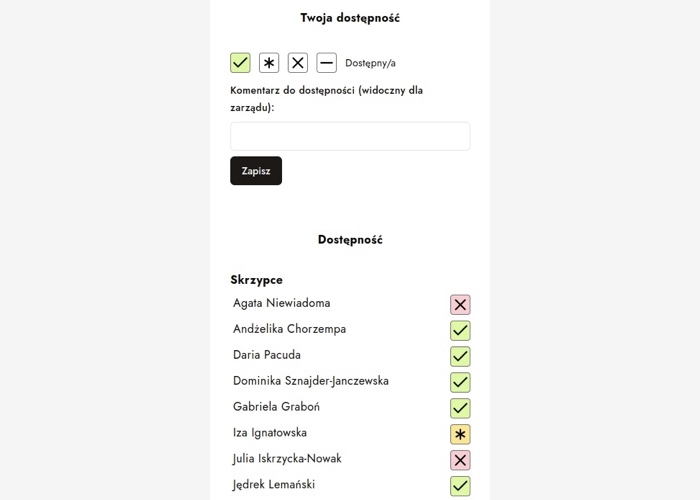 Twoja dostępność
Dostępny/a
Komentarz do dostępności (widoczny dla
zarządu):
Zapisz
Dostępność
Skrzypce
Agata Niewiadoma
Andżelika Chorzempa
Daria Pacuda
Dominika Sznajder-Janczewska
Gabriela Graboń
Iza Ignatowska
Julia Iskrzycka-Nowak
Jędrek Lemański